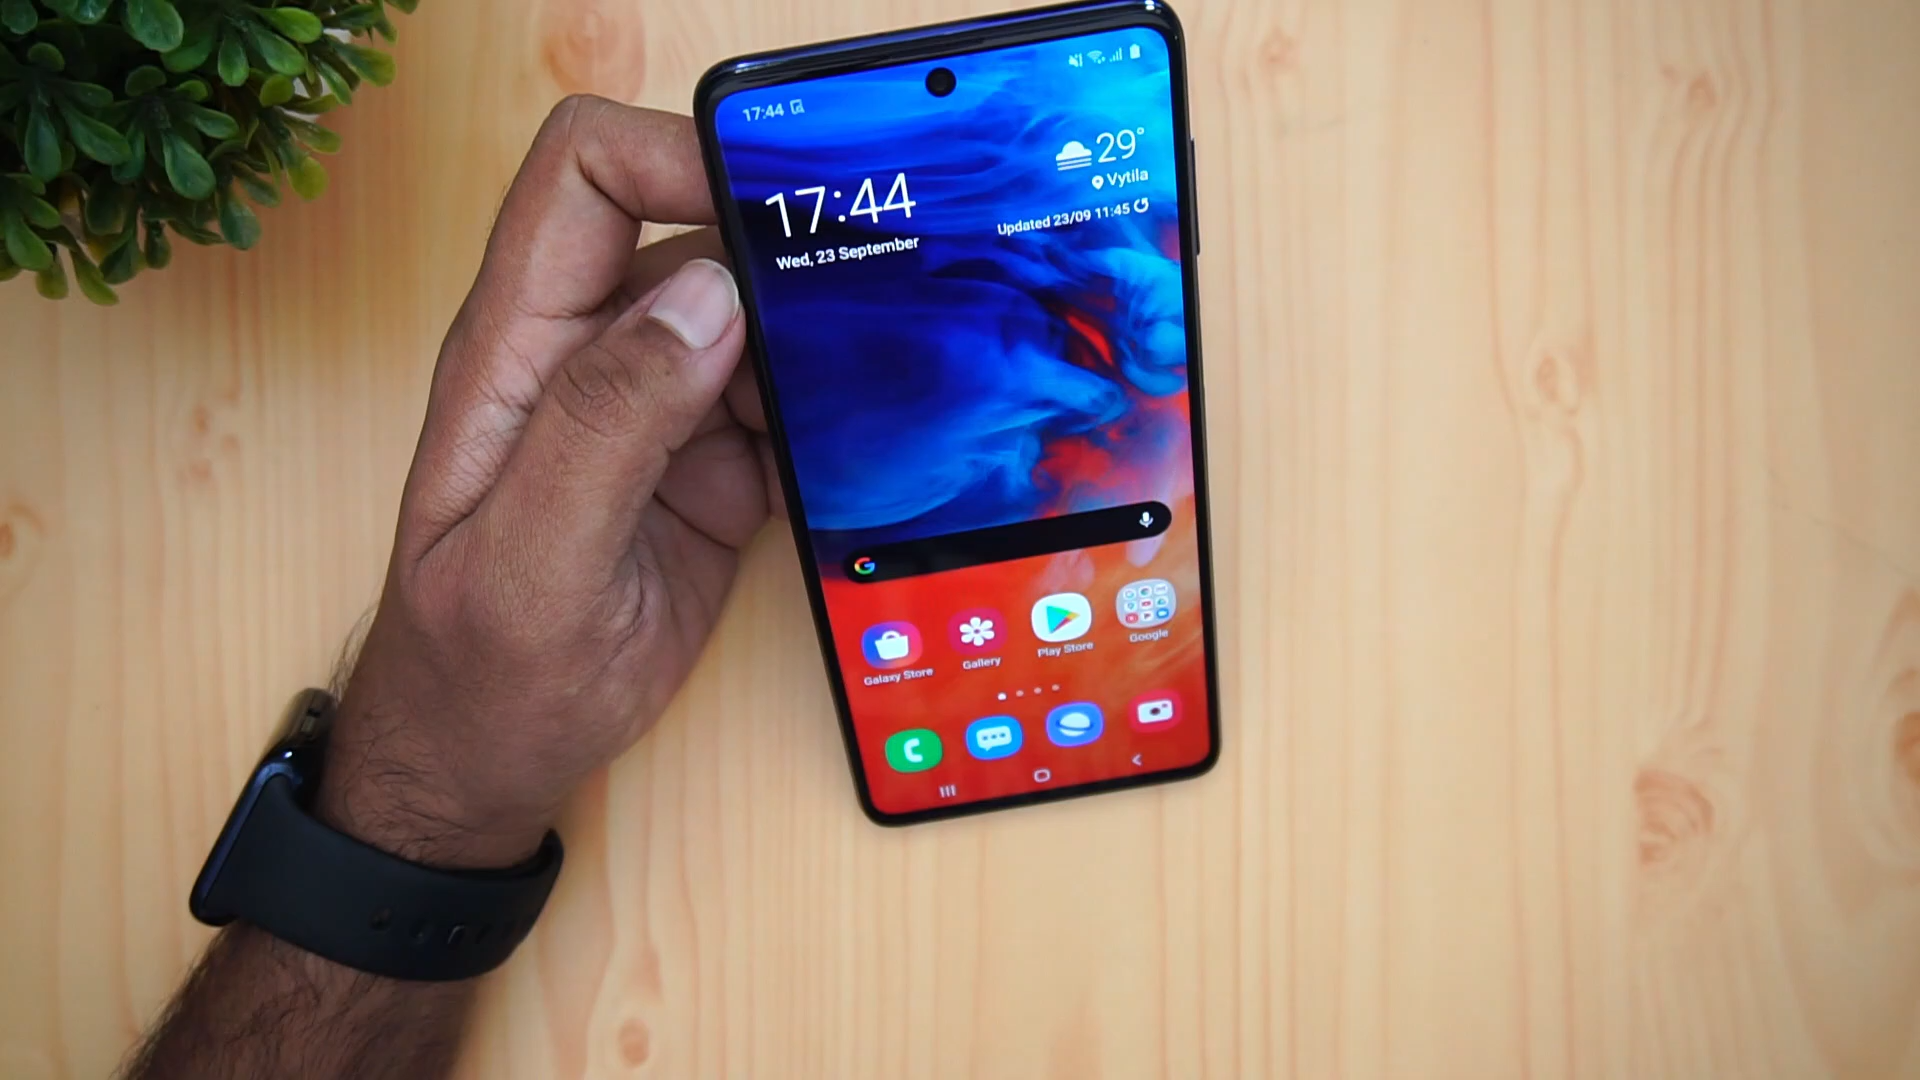 17:44
29°
Vytila
Updated 23/09 11:45
17:44
Wed, 23 September
G
Galaxy Store
Gallery
Play Store
Google